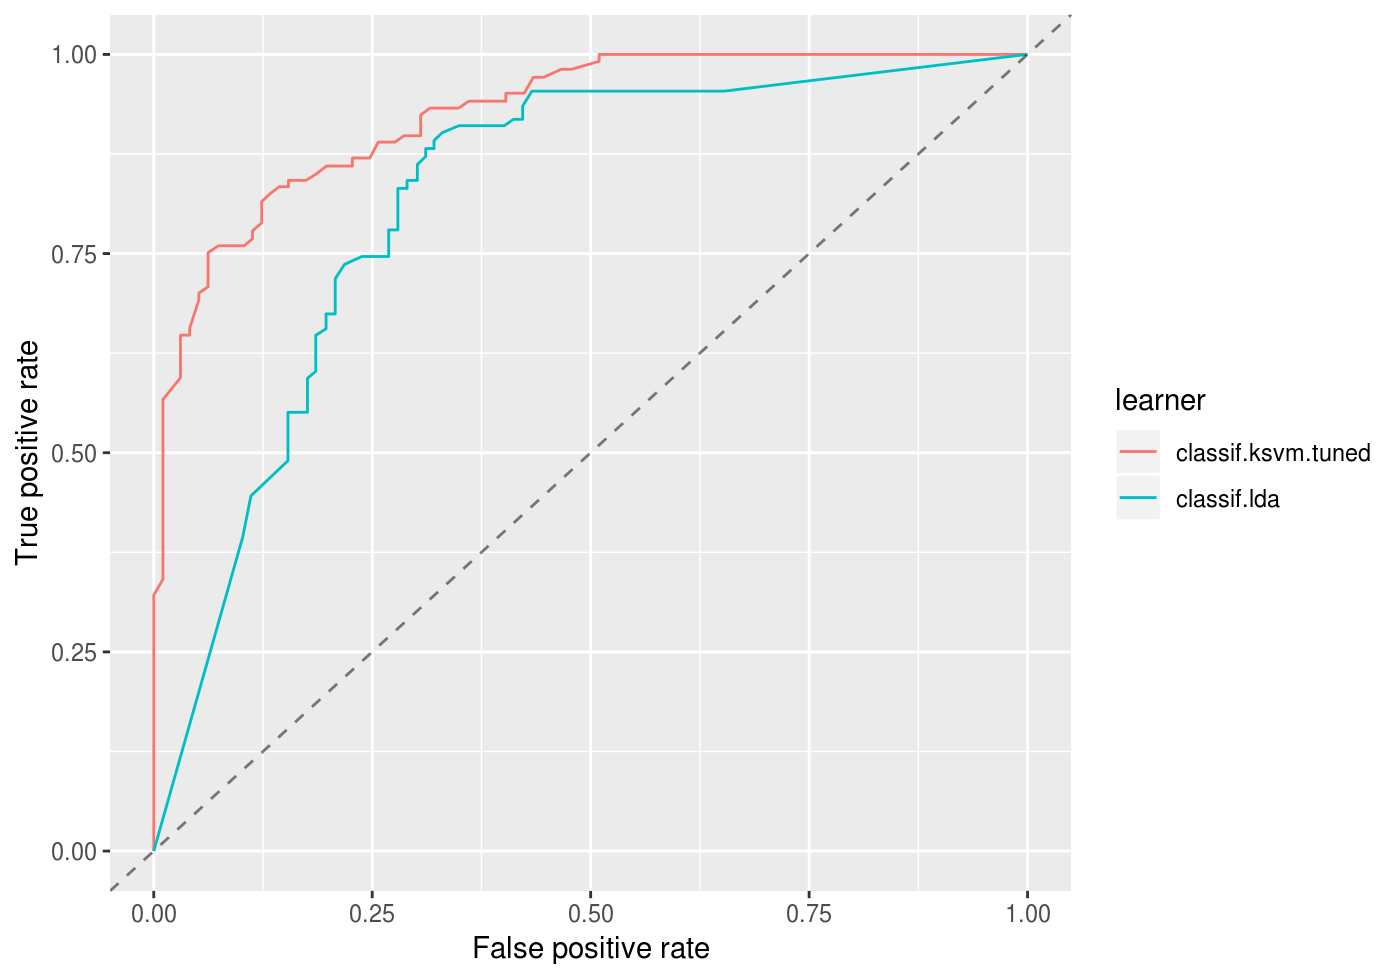 1.00
0.75
0.50
0.25
0.00
True positive rate
0.00 0.25 0.50 0.75 1.00
False positive rate
learner
classif.ksvm.tuned
classif.lda